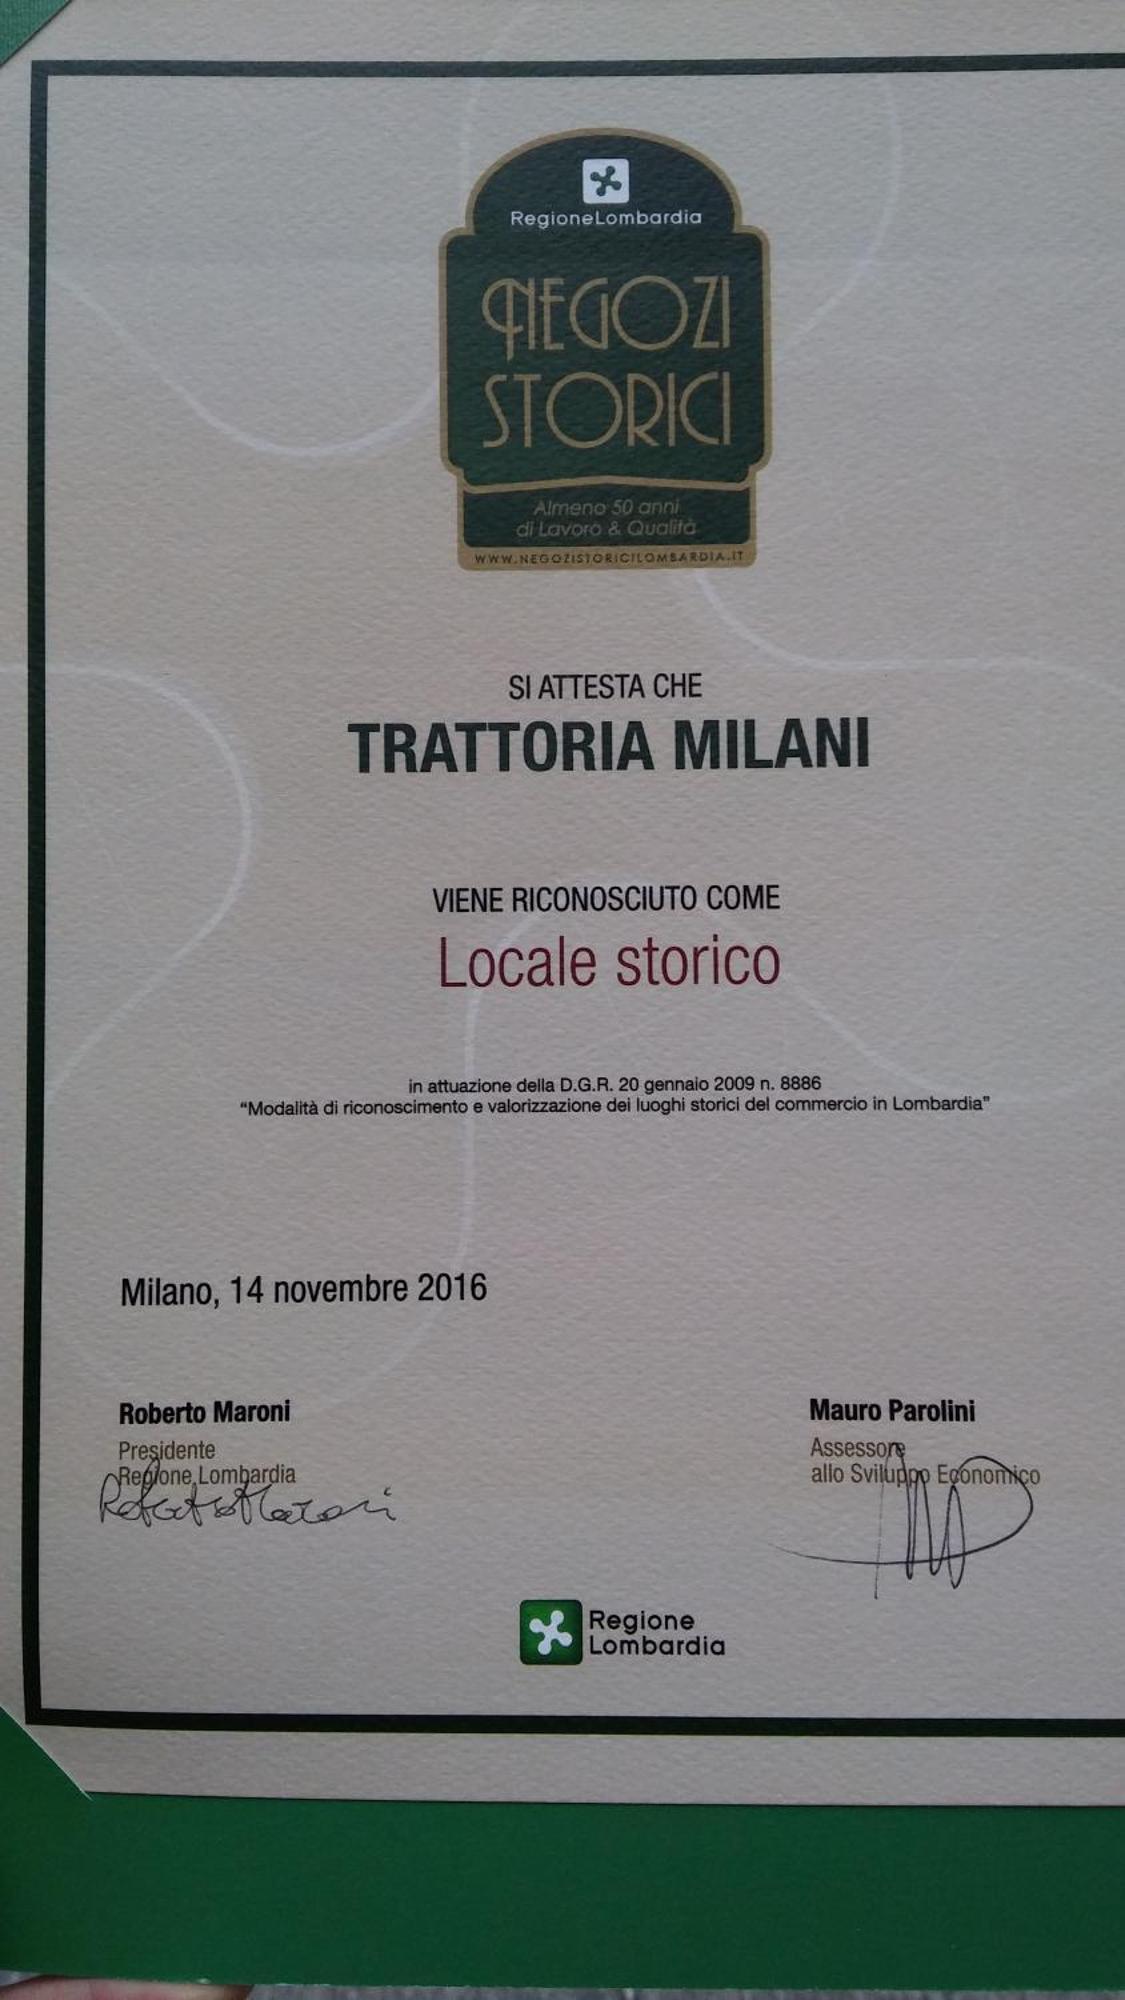 RegioneLombardia
NEGOZI
STORICI
Almeno 50 anni
di Lavoro & Qualità
WWW.NEGOZISTORICILOMBARDIA.IT
SI ATTESTA CHE
TRATTORIA MILANI
VIENE RICONOSCIUTO COME
Locale storico
in attuazione della D.G.R. 20 gennaio 2009 n. 8886
“Modalità di riconoscimento e valorizzazione dei luoghi storici del commercio in Lombardia”
Milano, 14 novembre 2016
Roberto Maroni
Presidente
Regione Lombardia
Roberto Maroni
Mauro Parolini
Assessore
allo Sviluppo Economico
Regione
Lombardia